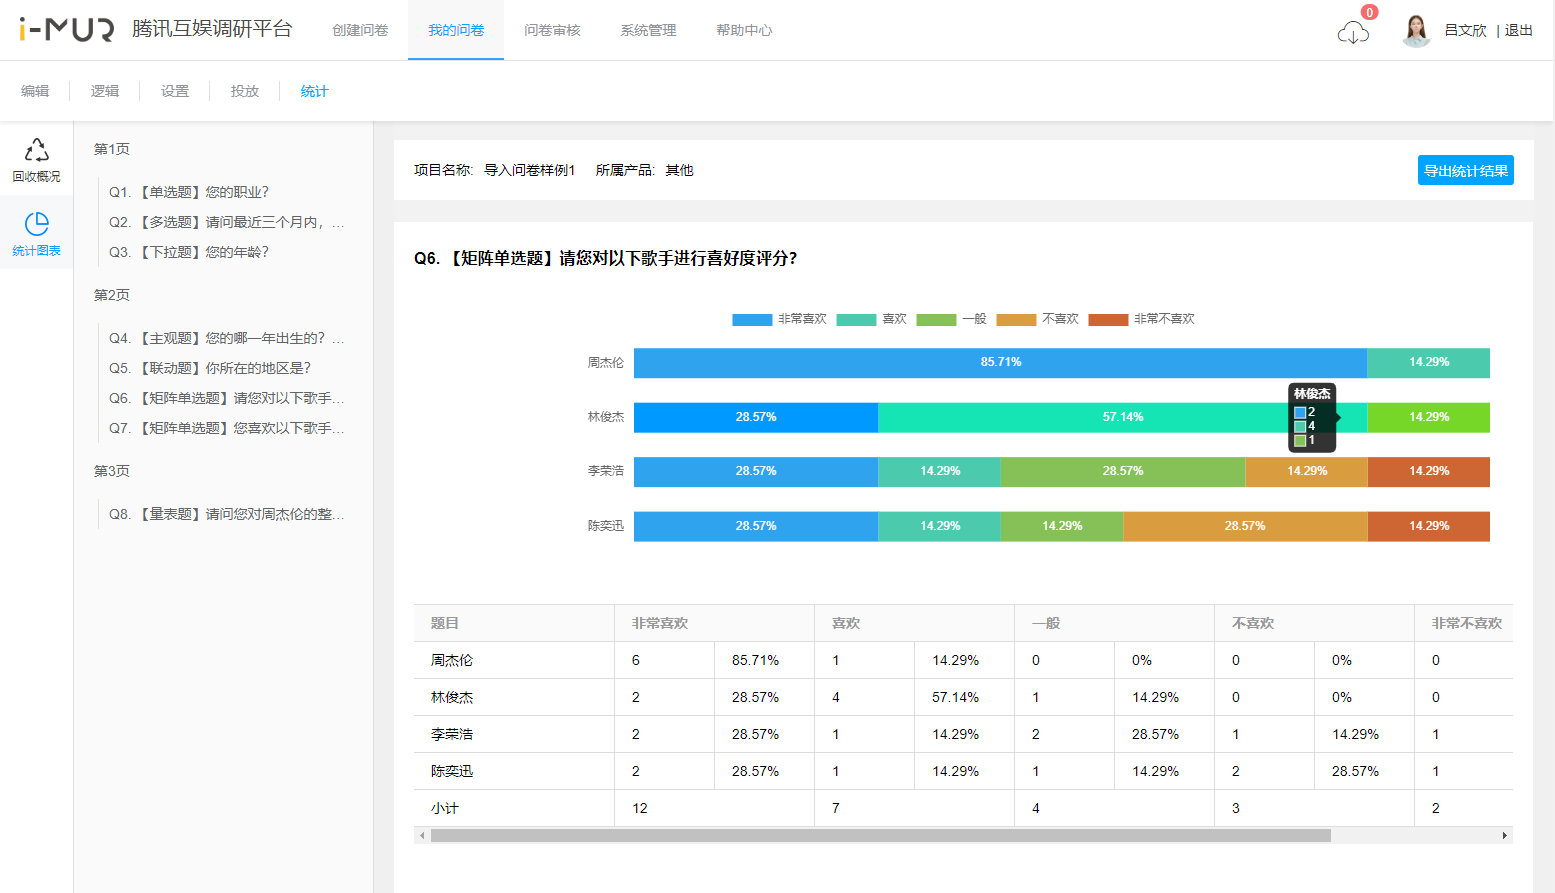 i-MUR 腾讯互娱调研平台 创建问卷 我的问卷 问卷审核 系统管理 帮助中心 0 吕文欣 | 退出
编辑 逻辑 设置 投放 统计
回收概况
统计图表
第1页
Q1. 【单选题】您的职业?
Q2. 【多选题】请问最近三个月内，...
Q3. 【下拉题】您的年龄?
第2页
Q4. 【主观题】您的哪一年出生的? ...
Q5. 【联动题】你所在的地区是?
Q6. 【矩阵单选题】请您对以下歌手...
Q7. 【矩阵单选题】您喜欢以下歌手...
第3页
Q8. 【量表题】请问您对周杰伦的整...
项目名称: 导入问卷样例1 所属产品: 其他 导出统计结果
Q6. 【矩阵单选题】请您对以下歌手进行喜好度评分?
非常喜欢 喜欢 一般 不喜欢 非常不喜欢
周杰伦 85.71% 14.29%
林俊杰 28.57% 57.14% 14.29%
林俊杰
2
4
1
李荣浩 28.57% 14.29% 28.57% 14.29% 14.29%
陈奕迅 28.57% 14.29% 14.29% 28.57% 14.29%
题目 非常喜欢 喜欢 一般 不喜欢 非常不喜欢
周杰伦 6 85.71% 1 14.29% 0 0% 0 0% 0
林俊杰 2 28.57% 4 57.14% 1 14.29% 0 0% 0
李荣浩 2 28.57% 1 14.29% 2 28.57% 1 14.29% 1
陈奕迅 2 28.57% 1 14.29% 1 14.29% 2 28.57% 1
小计 12 7 4 3 2